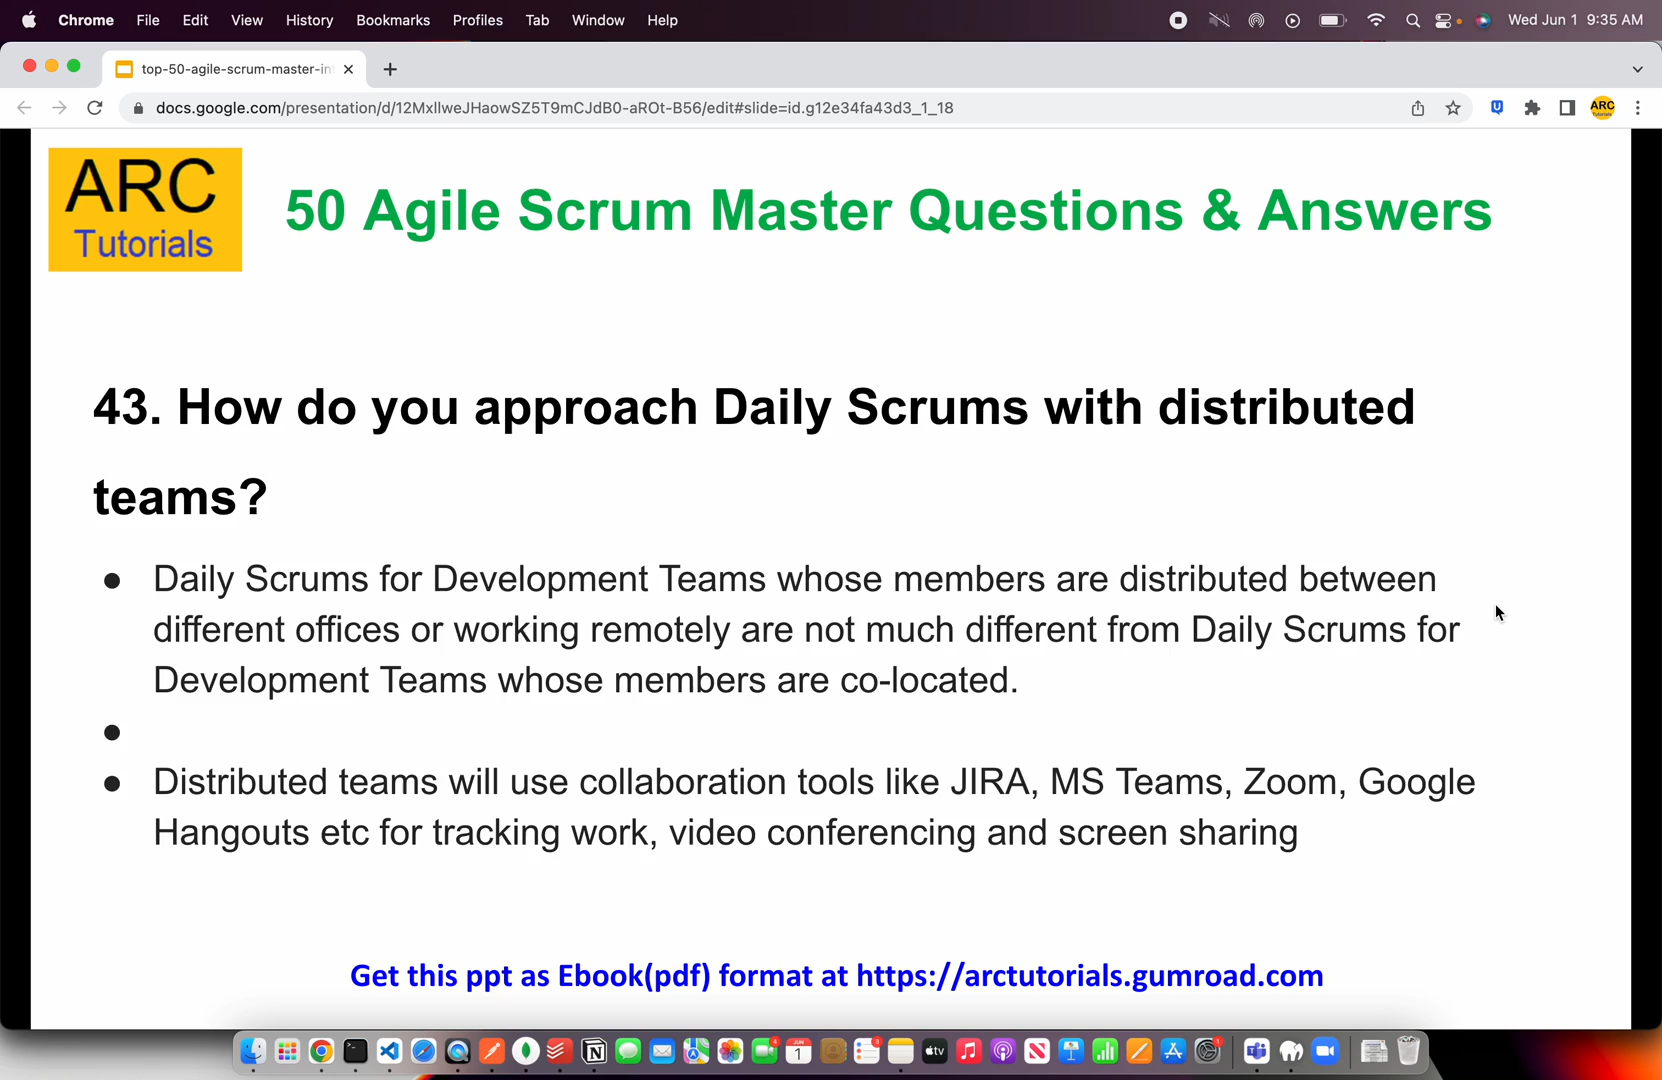 Chrome File Edit View History Bookmarks Profiles Tab Window Help Wed Jun 1 9:35 AM
top-50-agile-scrum-master-in
docs.google.com/presentation/d/12MxllweJHaowSZ5T9mCJdB0-aROt-B56/edit#slide=id.g12e34fa43d3_1_18
ARC
Tutorials
50 Agile Scrum Master Questions & Answers
43. How do you approach Daily Scrums with distributed
teams?
● Daily Scrums for Development Teams whose members are distributed between
different offices or working remotely are not much different from Daily Scrums for
Development Teams whose members are co-located.
●
● Distributed teams will use collaboration tools like JIRA, MS Teams, Zoom, Google
Hangouts etc for tracking work, video conferencing and screen sharing
Get this ppt as Ebook(pdf) format at https://arctutorials.gumroad.com